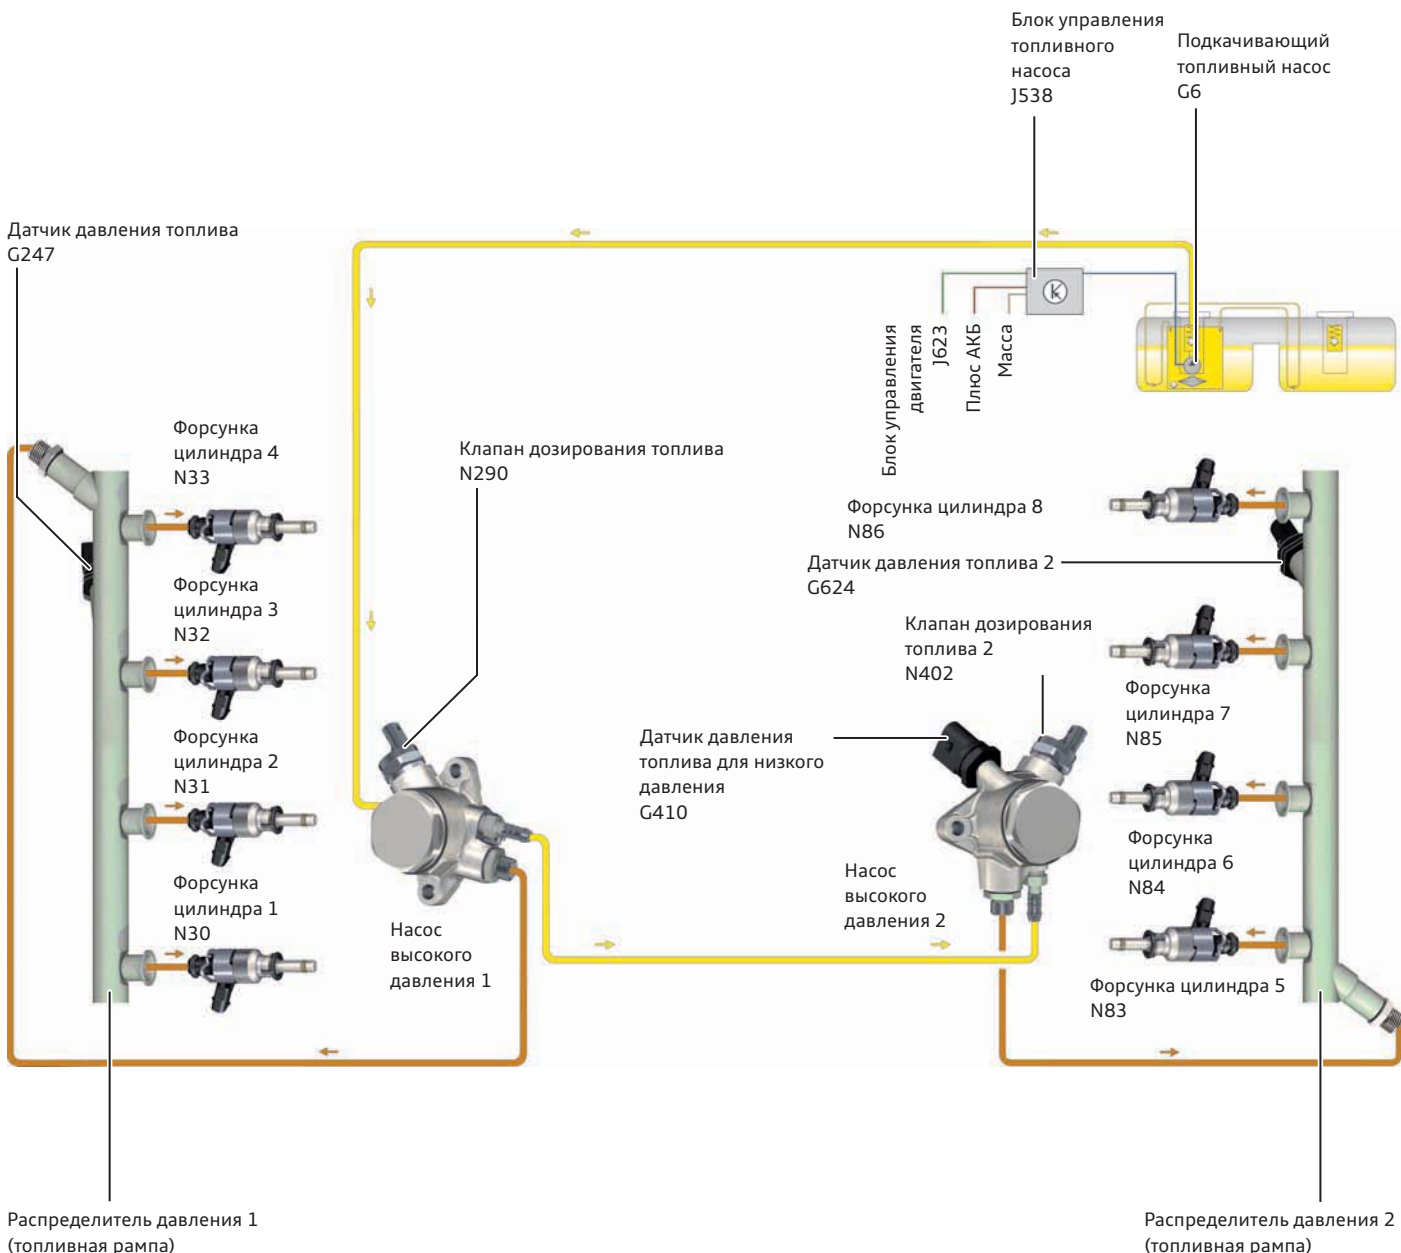 Блок управления
топливного
насоса
J538
Подкачивающий
топливный насос
G6
Датчик давления топлива
G247
Блок управления
двигателя
J623
Плюс АКБ
Масса
Форсунка
цилиндра 4
N33
Клапан дозирования топлива
N290
Форсунка цилиндра 8
N86
Датчик давления топлива 2
G624
Форсунка
цилиндра 3
N32
Клапан дозирования
топлива 2
N402
Форсунка
цилиндра 7
N85
Форсунка
цилиндра 2
N31
Датчик давления
топлива для низкого
давления
G410
Форсунка
цилиндра 6
N84
Форсунка
цилиндра 1
N30
Насос
высокого
давления 1
Насос
высокого
давления 2
Форсунка цилиндра 5
N83
Распределитель давления 1
(топливная рампа)
Распределитель давления 2
(топливная рампа)